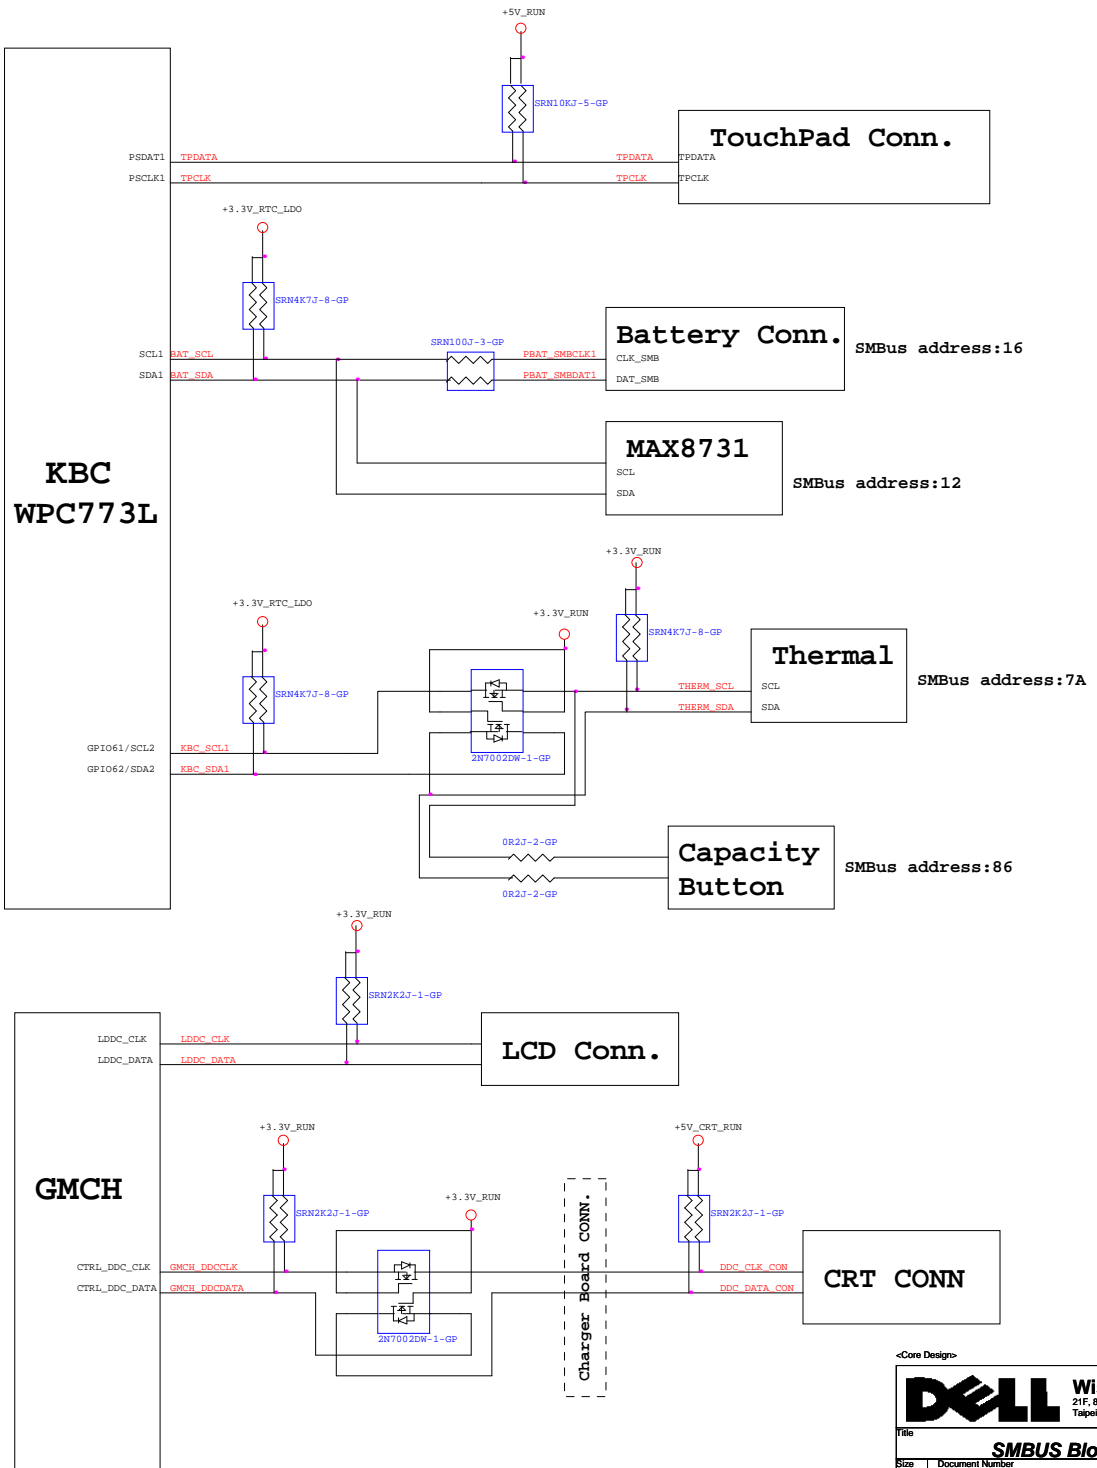 +5V_RUN
SRN10KJ-5-GP
TouchPad Conn.
PSDAT1 TPDATA TPDATA TPDATA
PSCLK1 TPCLK TPCLK TPCLK
+3.3V_RTC_LDO
SRN4K7J-8-GP
SRN100J-3-GP
Battery Conn.
SMBus address:16
SCL1 BAT_SCL PBAT_SMBCLK1 CLK_SMB
SDA1 BAT_SDA PBAT_SMBDAT1 DAT_SMB
MAX8731
SCL
SDA
SMBus address:12
KBC
WPC773L
+3.3V_RUN
+3.3V_RTC_LDO
+3.3V_RUN
SRN4K7J-8-GP
Thermal
SRN4K7J-8-GP
THERM_SCL SCL
THERM_SDA SDA
SMBus address:7A
GPIO61/SCL2 KBC_SCL1
2N7002DW-1-GP
GPIO62/SDA2 KBC_SDA1
0R2J-2-GP
0R2J-2-GP
Capacity
Button
SMBus address:86
+3.3V_RUN
SRN2K2J-1-GP
LDDC_CLK LDDC_CLK
LDDC_DATA LDDC_DATA
LCD Conn.
GMCH
+3.3V_RUN
+5V_CRT_RUN
+3.3V_RUN
SRN2K2J-1-GP
SRN2K2J-1-GP
Charger Board CONN.
CTRL_DDC_CLK GMCH_DDCCLK DDC_CLK_CON
CTRL_DDC_DATA GMCH_DDCDATA DDC_DATA_CON
CRT CONN
2N7002DW-1-GP
<Core Design>
DELL
Wi
21F, 8
Taipei
Title
SMBUS Blo
Size Document Number